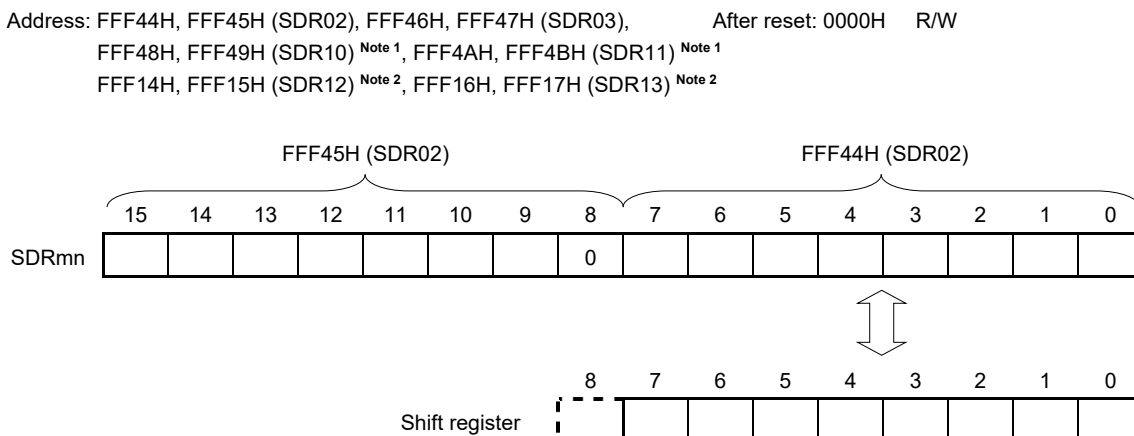 Address: FFF44H, FFF45H (SDR02), FFF46H, FFF47H (SDR03), After reset: 0000H R/W
FFF48H, FFF49H (SDR10) Note 1, FFF4AH, FFF4BH (SDR11) Note 1
FFF14H, FFF15H (SDR12) Note 2, FFF16H, FFF17H (SDR13) Note 2
FFF45H (SDR02) FFF44H (SDR02)
15 14 13 12 11 10 9 8 7 6 5 4 3 2 1 0
SDRmn 0
8 7 6 5 4 3 2 1 0
Shift register